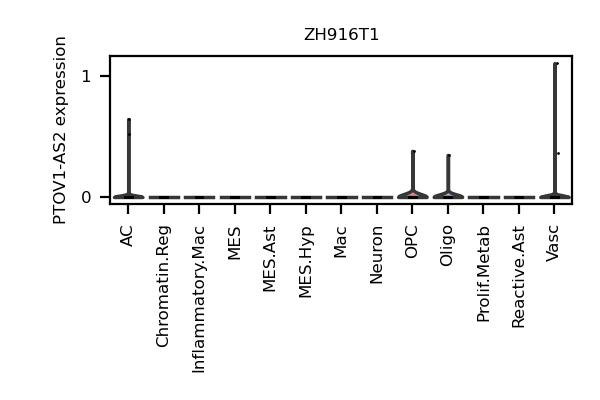 ZH916T1
PTOV1-AS2 expression
1
0
AC
Chromatin.Reg
Inflammatory.Mac
MES
MES.Ast
MES.Hyp
Mac
Neuron
OPC
Oligo
Prolif.Metab
Reactive.Ast
Vasc